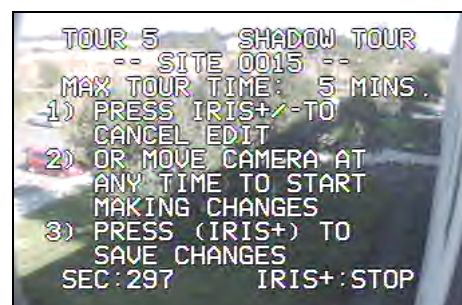 TOUR 5 SHADOW TOUR
-- SITE 0015 --
MAX TOUR TIME: 5 MINS.
1) PRESS IRIS+/-TO
CANCEL EDIT
2) OR MOVE CAMERA AT
ANY TIME TO START
MAKING CHANGES
3) PRESS (IRIS+) TO
SAVE CHANGES
SEC:297 IRIS+:STOP